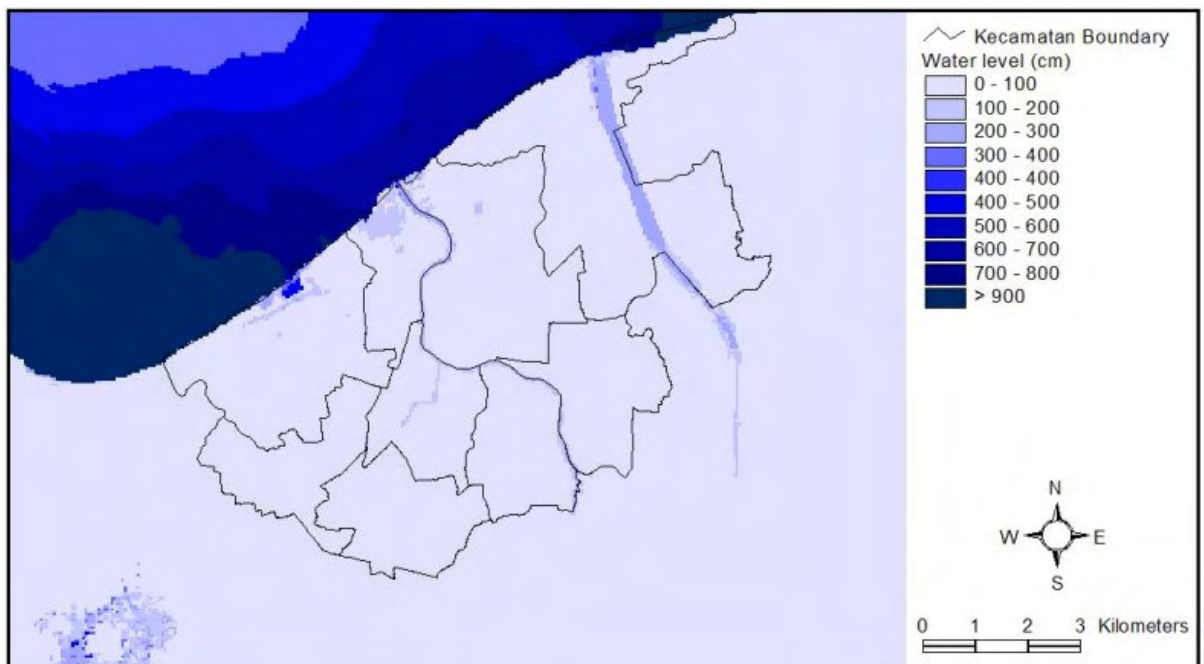 Kecamatan Boundary
Water level (cm)
0 - 100
100 - 200
200 - 300
300 - 400
400 - 400
400 - 500
500 - 600
600 - 700
700 - 800
> 900
N
W E
S
0 1 2 3 Kilometers